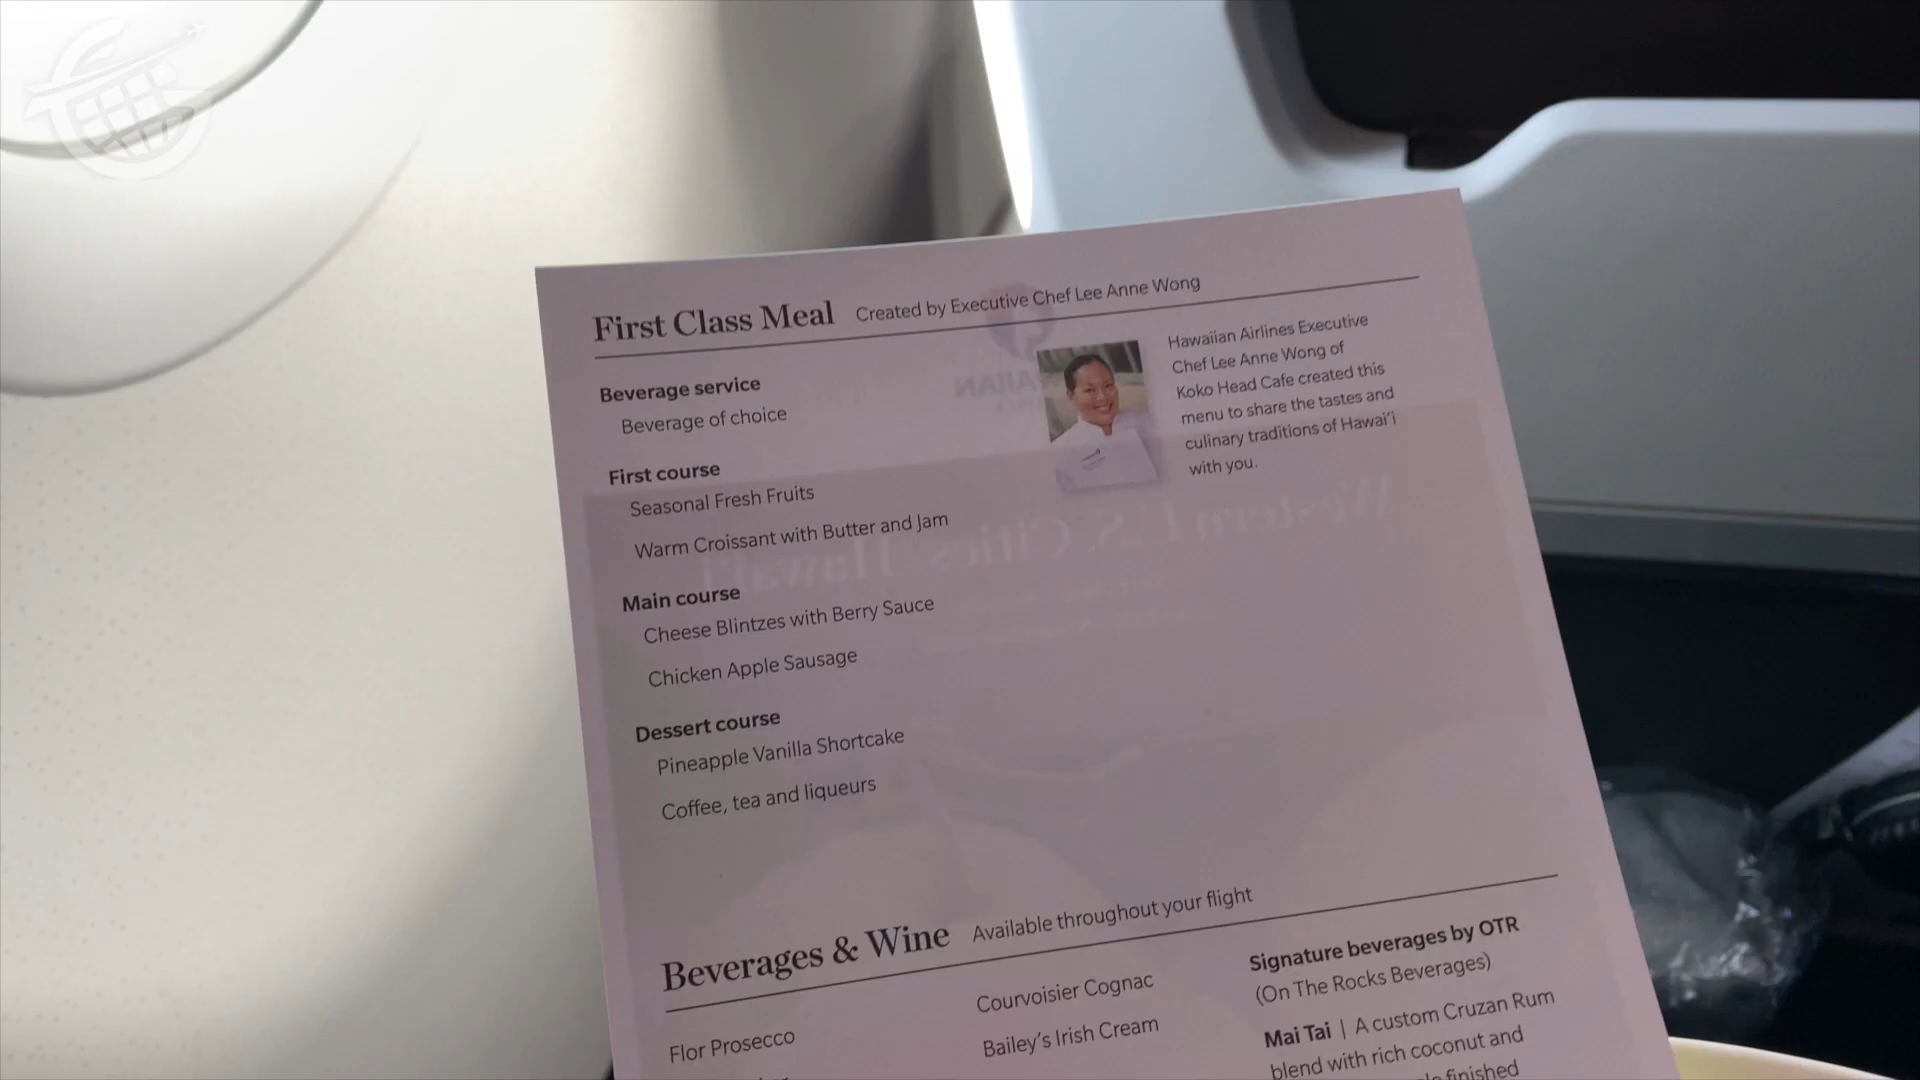 First Class Meal Created by Executive Chef Lee Anne Wong
Beverage service
Beverage of choice
First course
Seasonal Fresh Fruits
Warm Croissant with Butter and Jam
Main course
Cheese Blintzes with Berry Sauce
Chicken Apple Sausage
Dessert course
Pineapple Vanilla Shortcake
Coffee, tea and liqueurs
Hawaiian Airlines Executive
Chef Lee Anne Wong of
Koko Head Cafe created this
menu to share the tastes and
culinary traditions of Hawai‘i
with you.
Beverages & Wine Available throughout your flight
Flor Prosecco
Courvoisier Cognac
Bailey’s Irish Cream
Signature beverages by OTR
(On The Rocks Beverages)
Mai Tai | A custom Cruzan Rum
blend with rich coconut and
finished